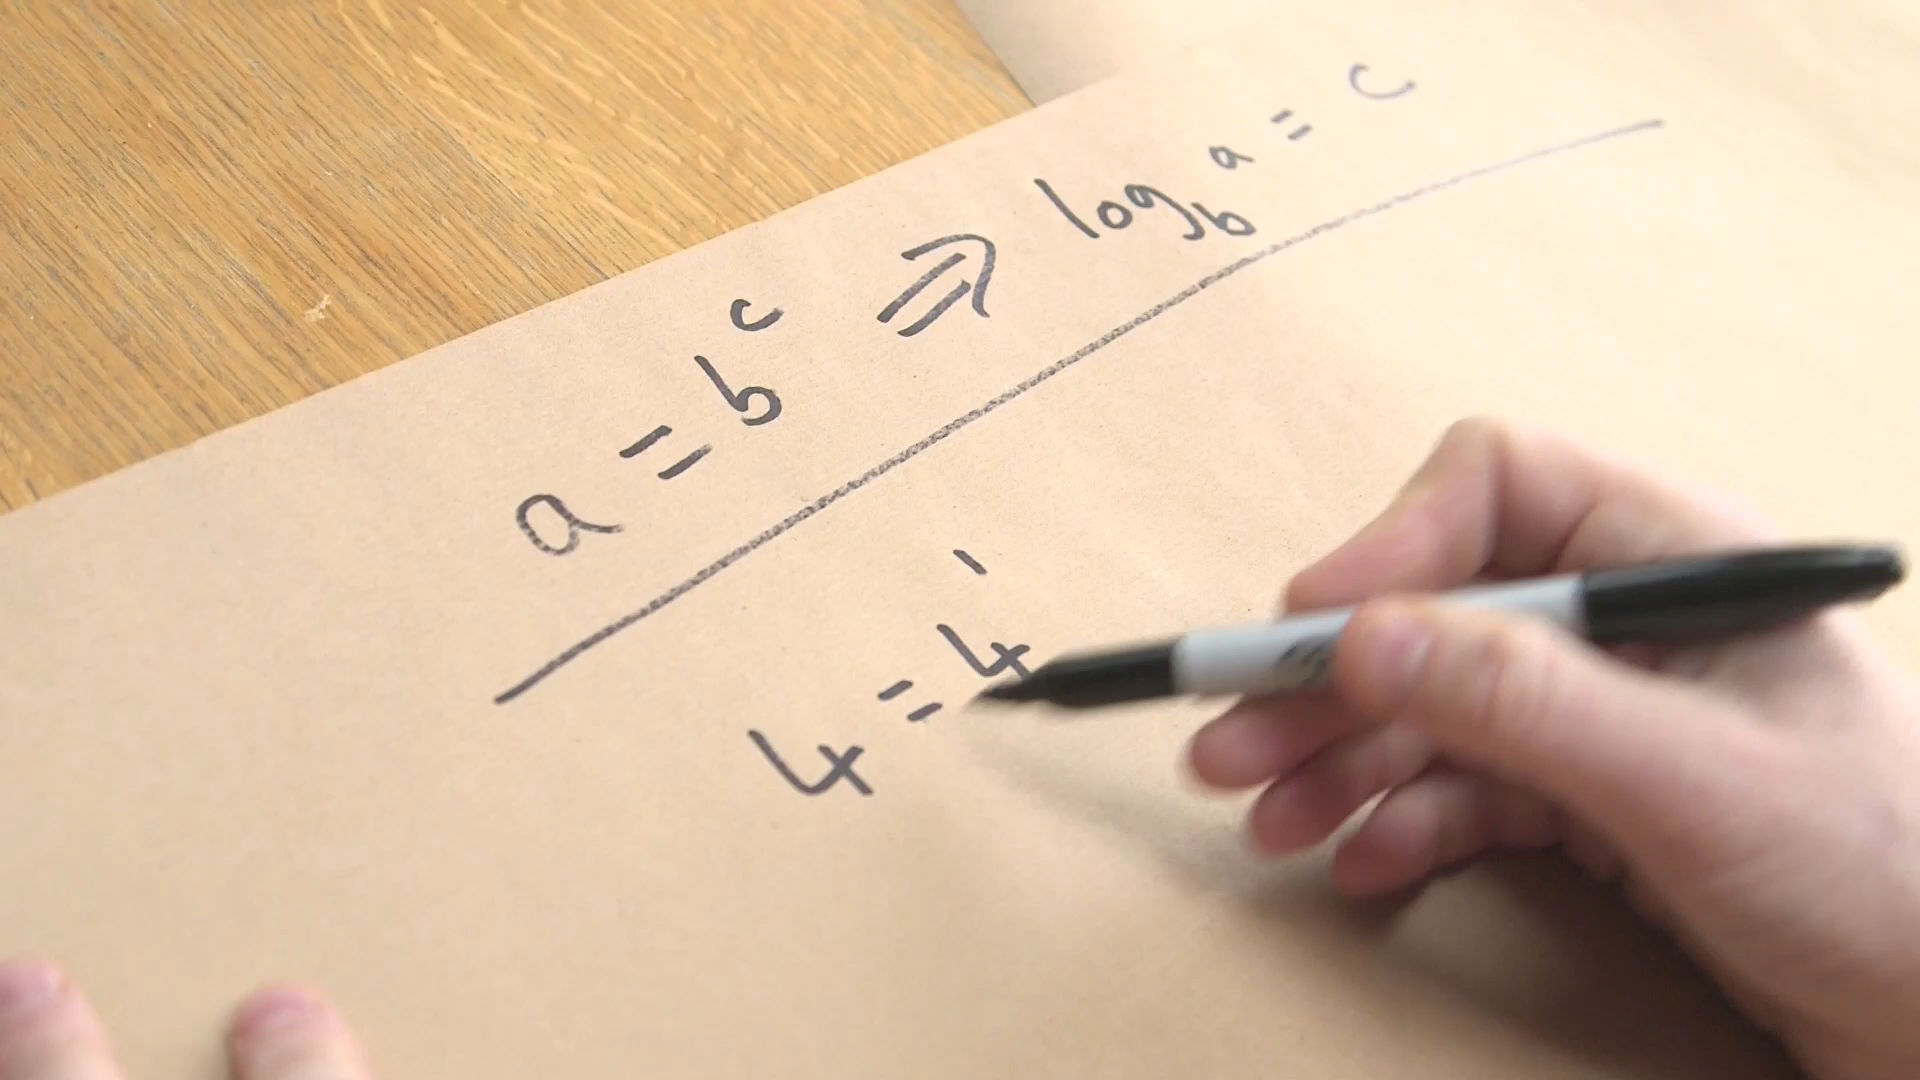 a = b^c ⇒ log_b a = c
4 = 4^1